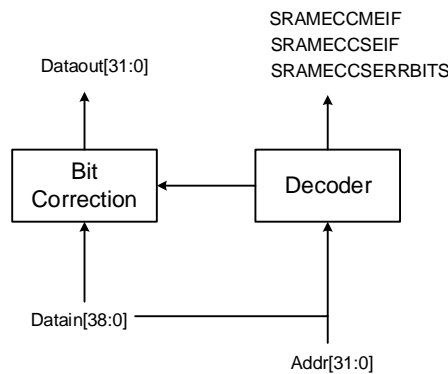 SRAMECCMEIF
SRAMECCSEIF
SRAMECCSERRBITS
Dataout[31:0]
Bit
Correction
Decoder
Datain[38:0]
Addr[31:0]